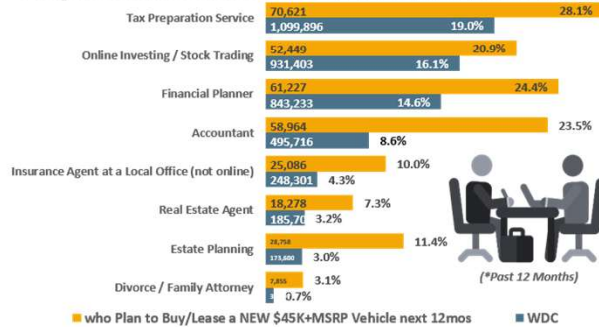 Tax Preparation Service
70,621 28.1%
1,099,896 19.0%
Online Investing / Stock Trading
52,449 20.9%
931,403 16.1%
Financial Planner
61,227 24.4%
843,233 14.6%
Accountant
58,964 23.5%
495,716 8.6%
Insurance Agent at a Local Office (not online)
25,086 10.0%
248,301 4.3%
Real Estate Agent
18,278 7.3%
185,70 3.2%
Estate Planning
28,758 11.4%
3.0%
Divorce / Family Attorney
7,855 3.1%
0.7%
(*Past 12 Months)
who Plan to Buy/Lease a NEW $45K+MSRP Vehicle next 12mos WDC